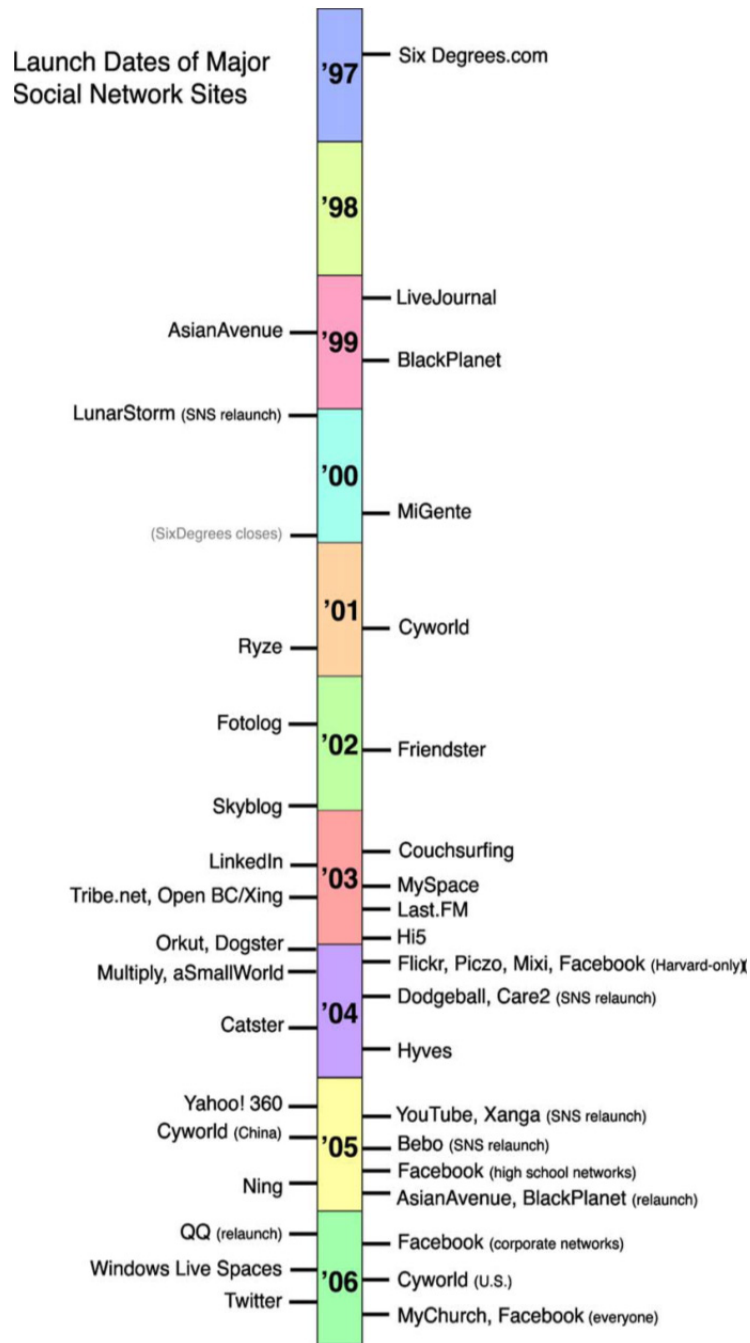 Launch Dates of Major
Social Network Sites
'97
Six Degrees.com
'98
LiveJournal
AsianAvenue
'99
BlackPlanet
LunarStorm (SNS relaunch)
'00
MiGente
(SixDegrees closes)
'01
Cyworld
Ryze
Fotolog
'02
Friendster
Skyblog
Couchsurfing
LinkedIn
'03
MySpace
Tribe.net, Open BC/Xing
Last.FM
Hi5
Orkut, Dogster
Flickr, Piczo, Mixi, Facebook (Harvard-only)
Multiply, aSmallWorld
Dodgeball, Care2 (SNS relaunch)
'04
Catster
Hyves
Yahoo! 360
YouTube, Xanga (SNS relaunch)
Cyworld (China)
'05
Bebo (SNS relaunch)
Facebook (high school networks)
Ning
AsianAvenue, BlackPlanet (relaunch)
QQ (relaunch)
Facebook (corporate networks)
Windows Live Spaces
'06
Cyworld (U.S.)
Twitter
MyChurch, Facebook (everyone)